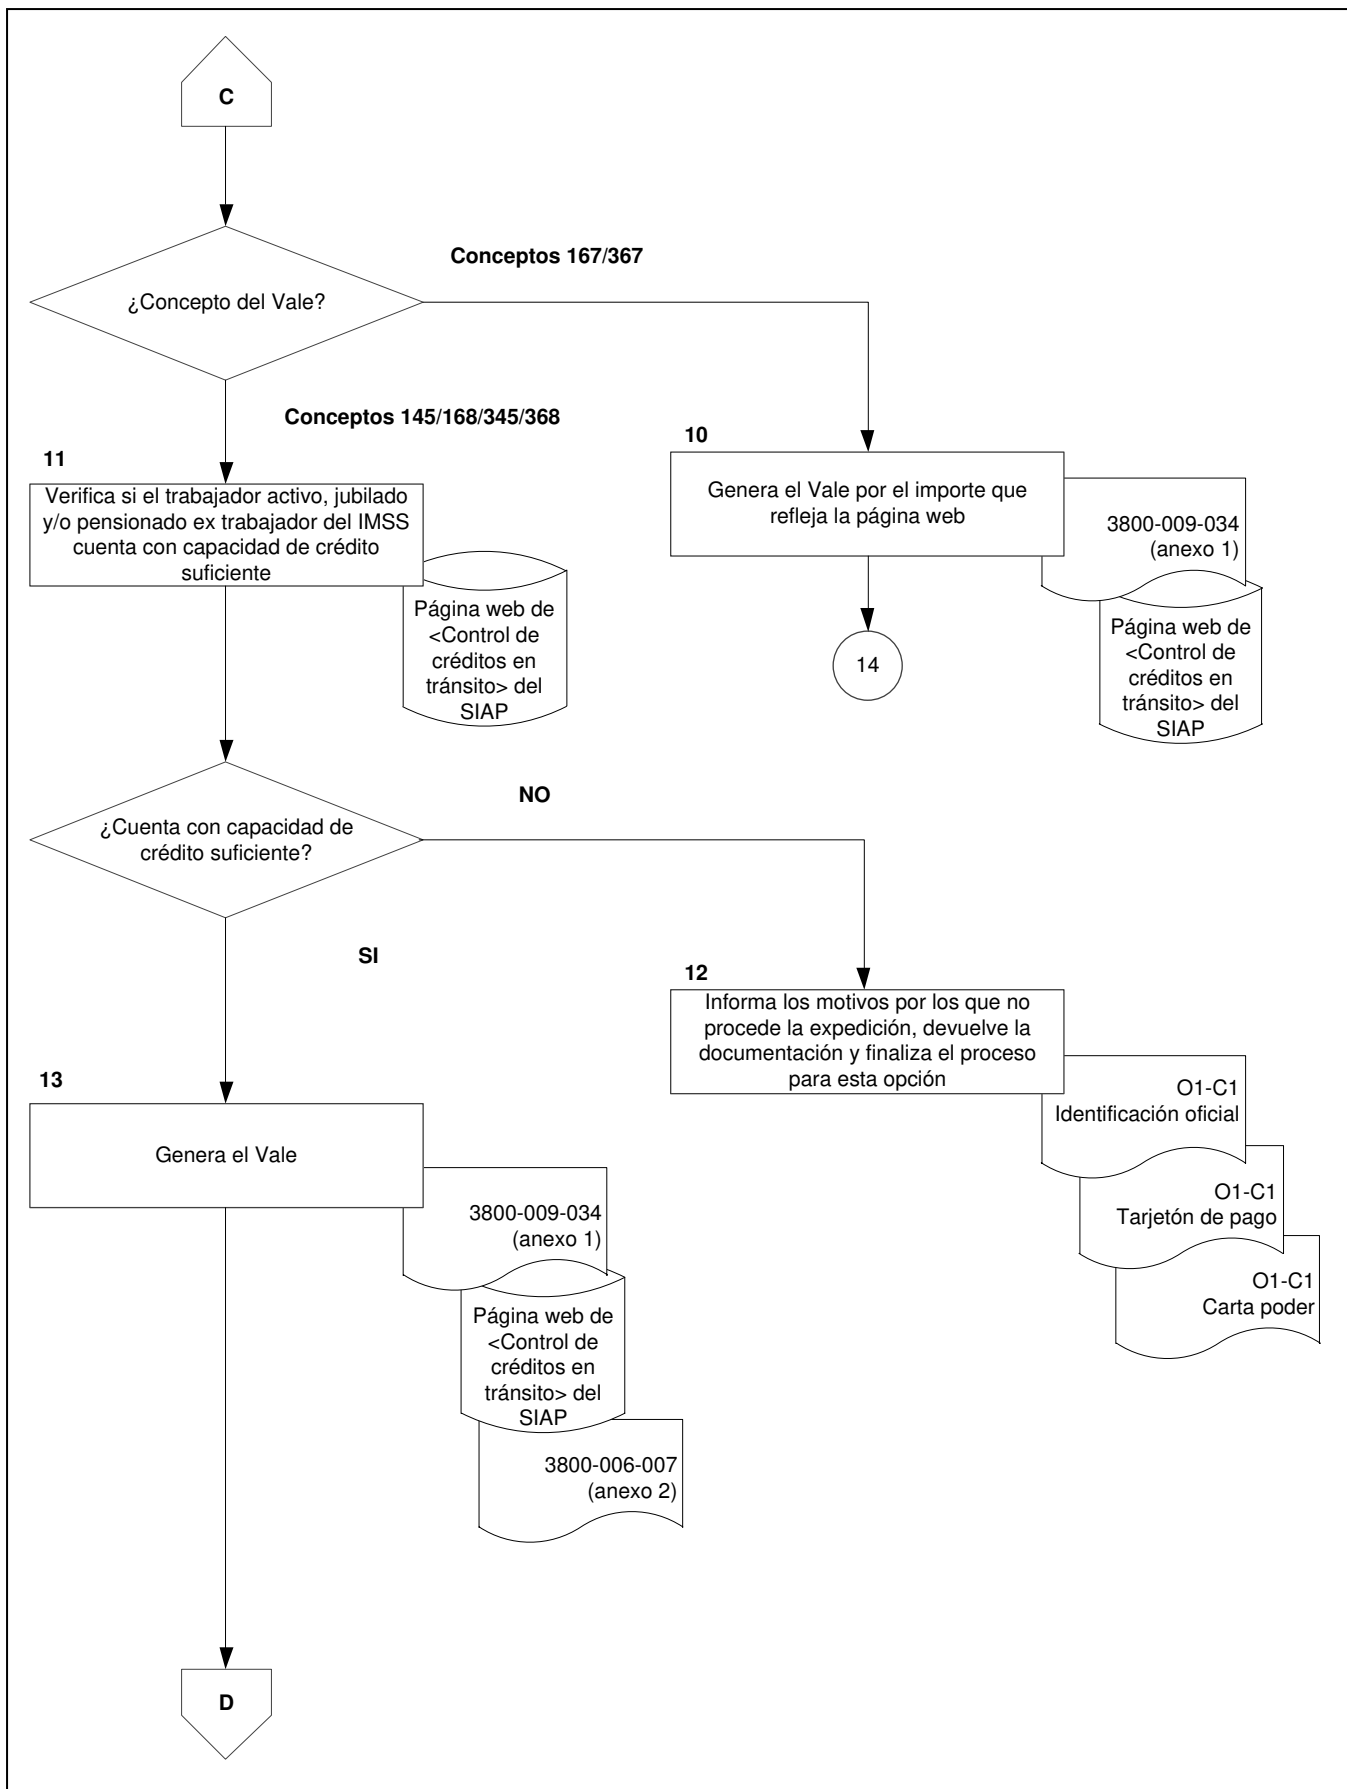 C
Conceptos 167/367
¿Concepto del Vale?
Conceptos 145/168/345/368
10
Genera el Vale por el importe que
refleja la página web
3800-009-034
(anexo 1)
Página web de
<Control de
créditos en
tránsito> del
SIAP
14
11
Verifica si el trabajador activo, jubilado
y/o pensionado ex trabajador del IMSS
cuenta con capacidad de crédito
suficiente
Página web de
<Control de
créditos en
tránsito> del
SIAP
NO
¿Cuenta con capacidad de
crédito suficiente?
SI
12
Informa los motivos por los que no
procede la expedición, devuelve la
documentación y finaliza el proceso
para esta opción
O1-C1
Identificación oficial
O1-C1
Tarjetón de pago
O1-C1
Carta poder
13
Genera el Vale
3800-009-034
(anexo 1)
Página web de
<Control de
créditos en
tránsito> del
SIAP
3800-006-007
(anexo 2)
D